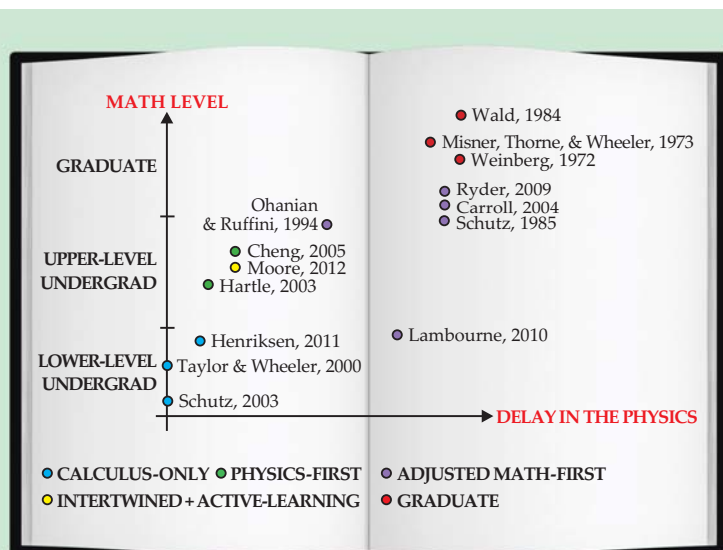 MATH LEVEL
Wald, 1984
Misner, Thorne, & Wheeler, 1973
Weinberg, 1972
GRADUATE
Ryder, 2009
Carroll, 2004
Schutz, 1985
Ohanian
& Ruffini, 1994
Cheng, 2005
Moore, 2012
Hartle, 2003
UPPER-LEVEL
UNDERGRAD
Henriksen, 2011
Lambourne, 2010
Taylor & Wheeler, 2000
LOWER-LEVEL
UNDERGRAD
Schutz, 2003
DELAY IN THE PHYSICS
CALCULUS-ONLY PHYSICS-FIRST ADJUSTED MATH-FIRST
INTERTWINED + ACTIVE-LEARNING GRADUATE